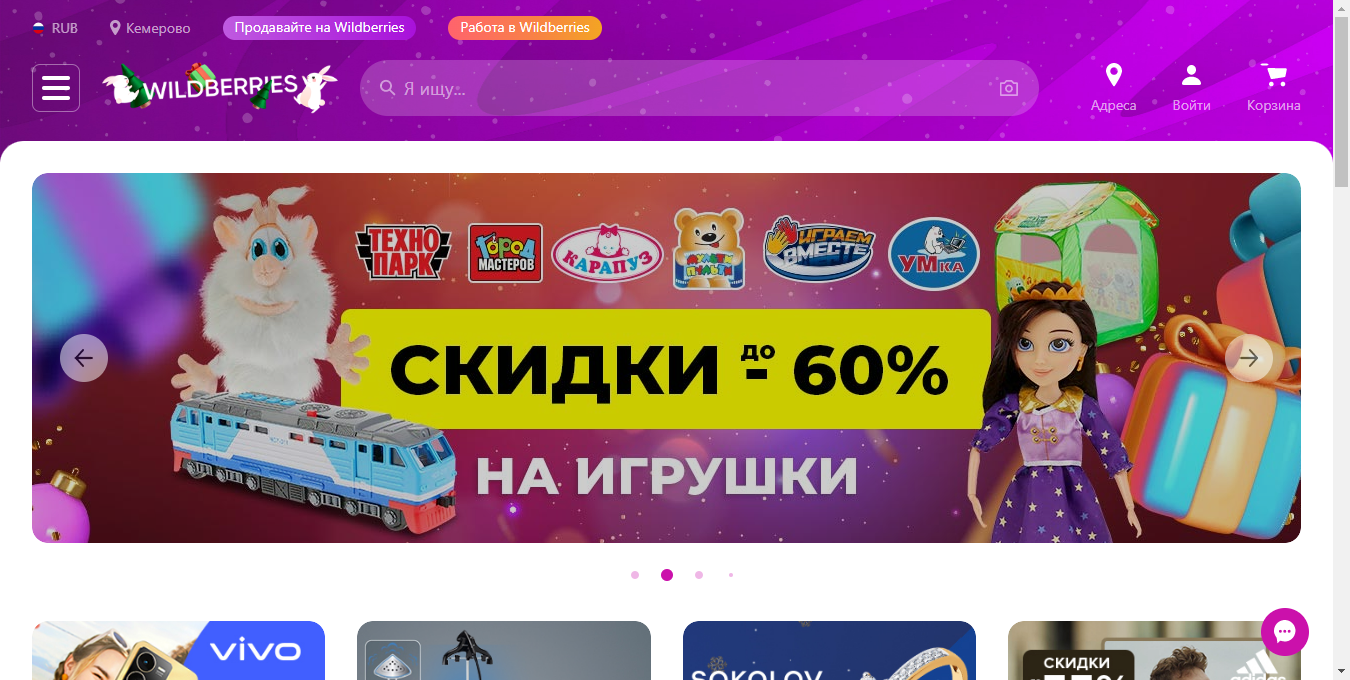 RUB
Кемерово
Продавайте на Wildberries
Работа в Wildberries
WILDBERRIES
Я ищу...
Адреса
Войти
Корзина
ТЕХНО
ПАРК
ГОРОД
МАСТЕРОВ
КАРАПУЗ
МУЛЬТИ
ПУЛЬТИ
ИГРАЕМ
ВМЕСТЕ
УМКА
СКИДКИ до - 60%
НА ИГРУШКИ
vivo
SOKOLOV
СКИДКИ
adidas